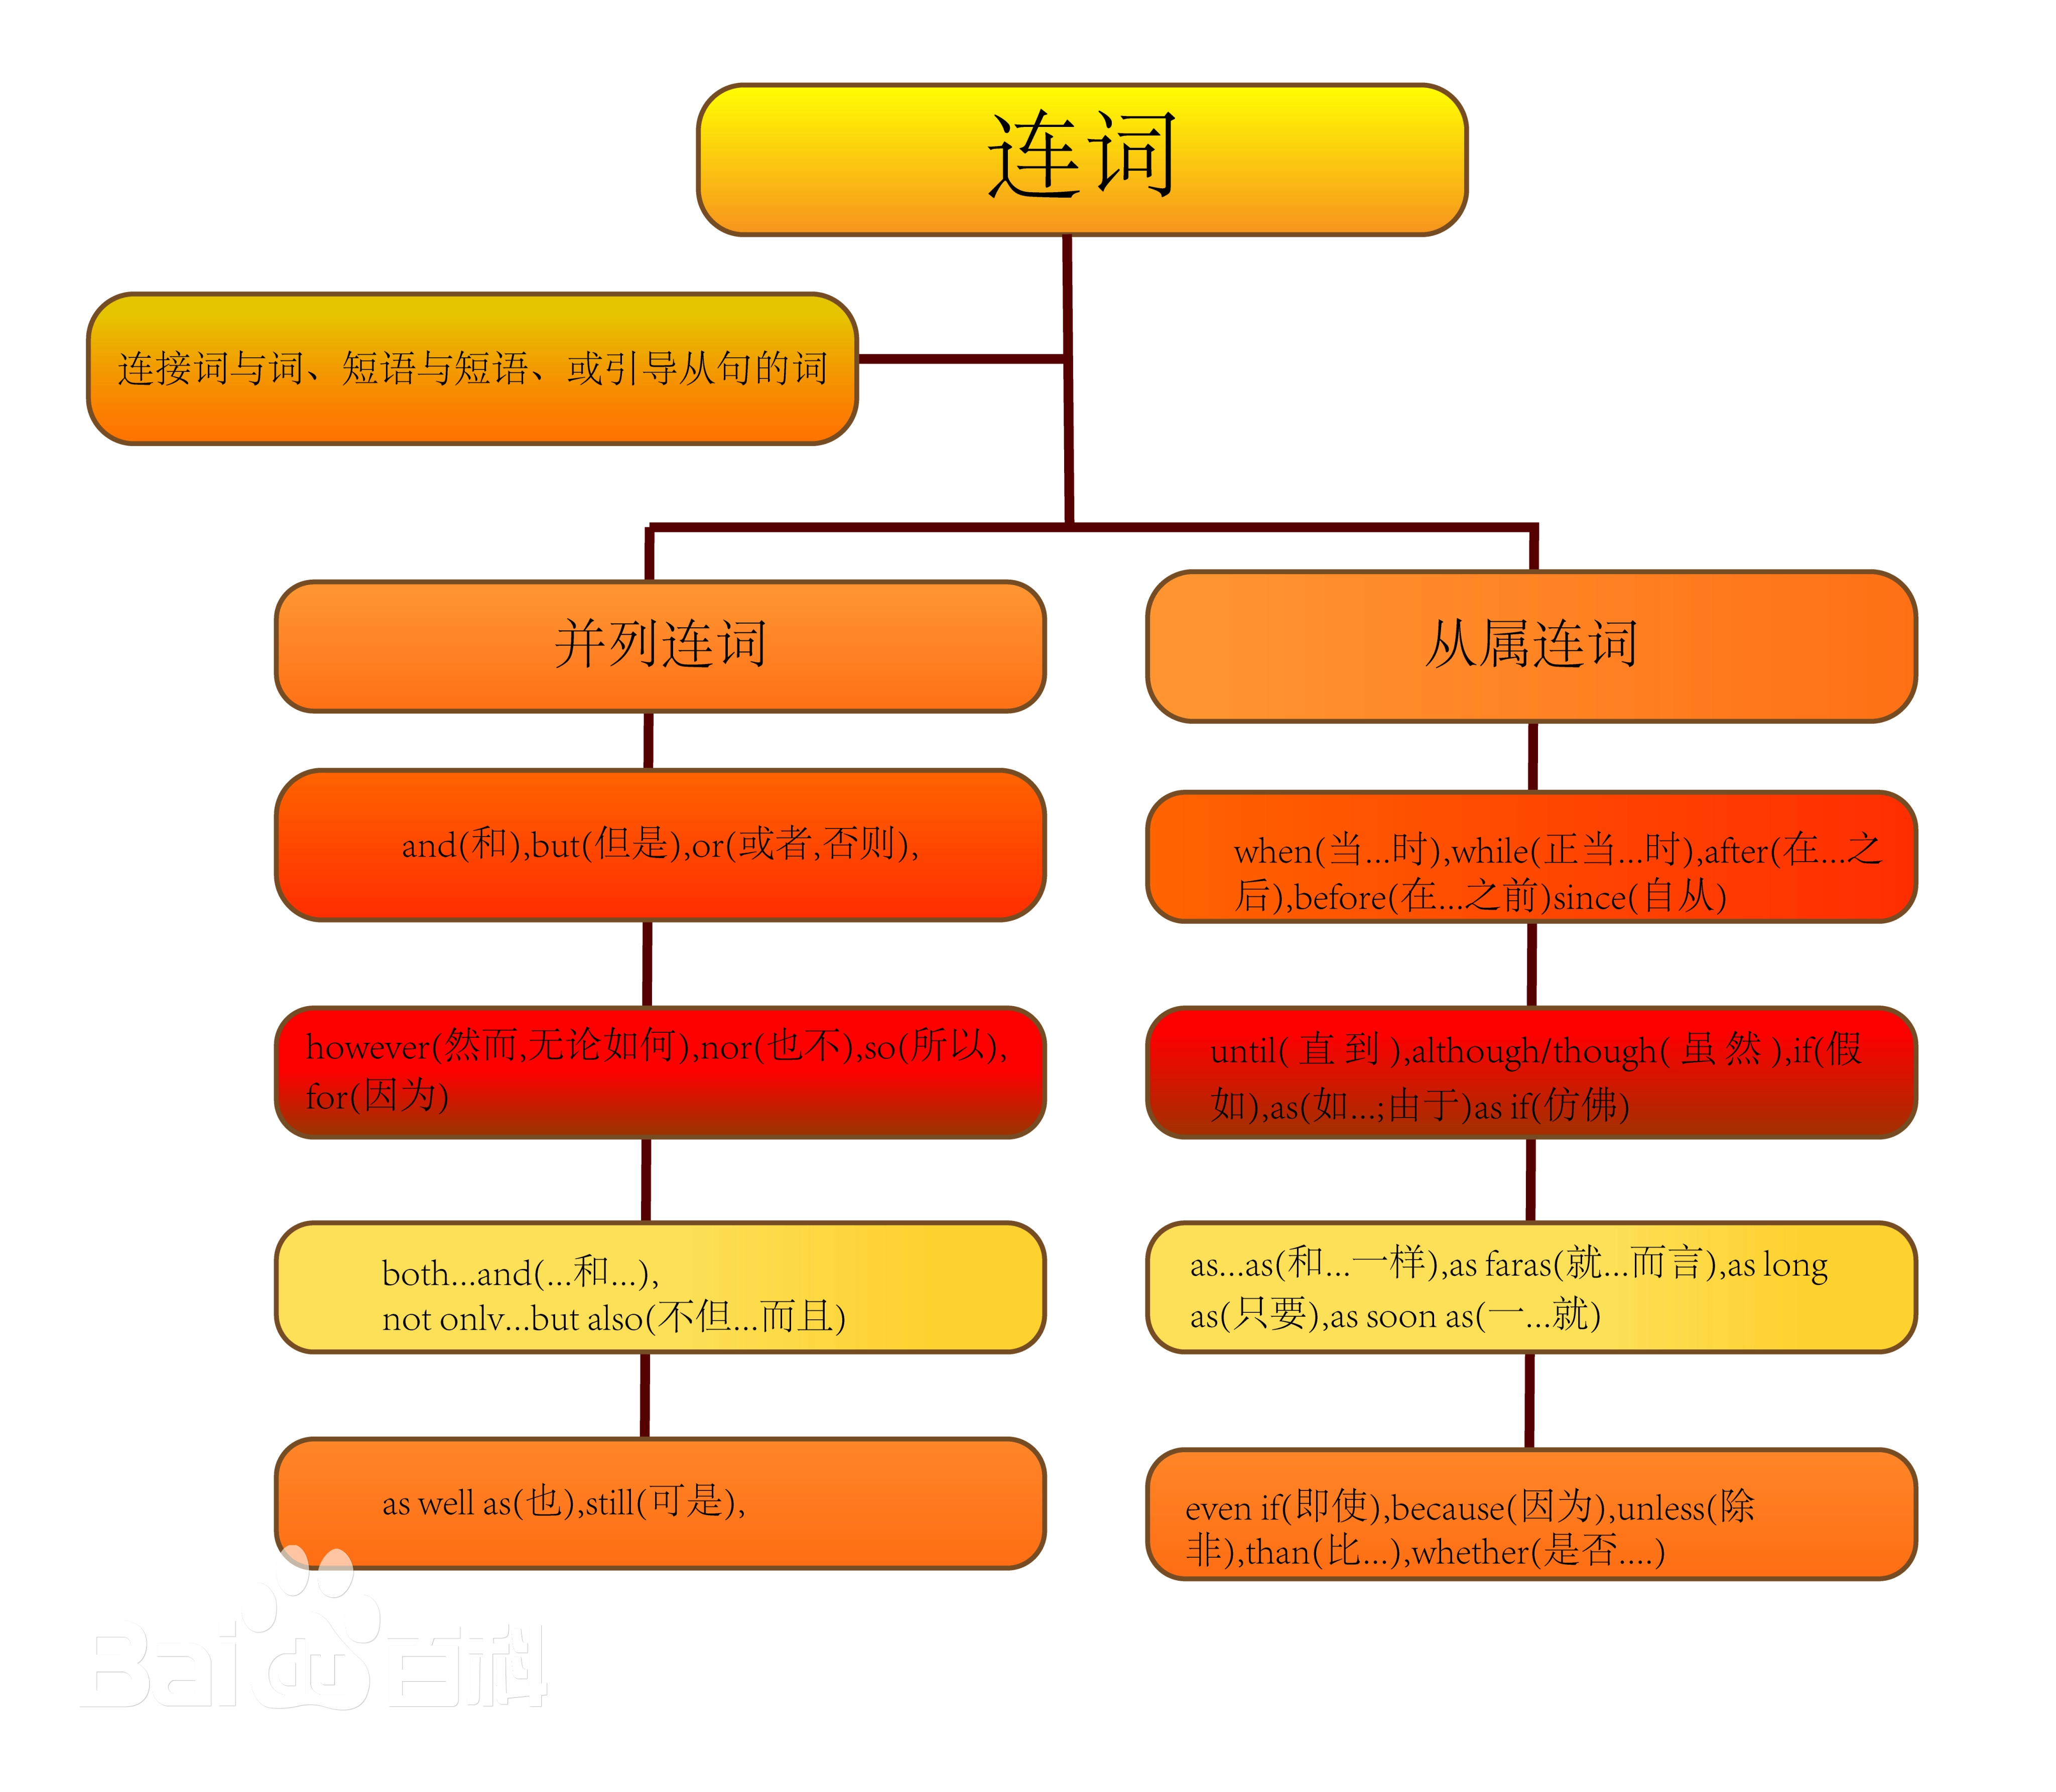 连词
连接词与词、短语与短语、或引导从句的词
并列连词
and(和),but(但是),or(或者,否则),
however(然而,无论如何),nor(也不),so(所以),
for(因为)
both...and(...和...),
not onlv...but also(不但...而且)
as well as(也),still(可是),
从属连词
when(当...时),while(正当...时),after(在...之
后),before(在...之前)since(自从)
until( 直 到 ),although/though( 虽 然 ),if(假
如),as(如...;由于)as if(仿佛)
as...as(和...一样),as faras(就...而言),as long
as(只要),as soon as(一...就)
even if(即使),because(因为),unless(除
非),than(比...),whether(是否....)
Bai du 百科